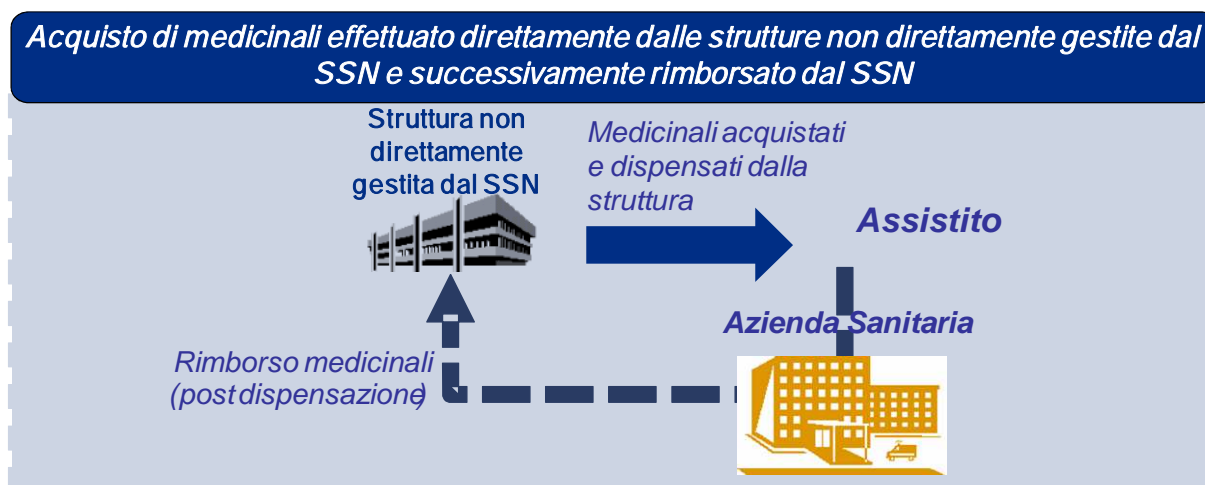 Acquisto di medicinali effettuato direttamente dalle strutture non direttamente gestite dal
SSN e successivamente rimborsato dal SSN
Struttura non
direttamente
gestita dal SSN
Medicinali acquistati
e dispensati dalla
struttura
Assistito
Azienda Sanitaria
Rimborso medicinali
(post dispensazione)